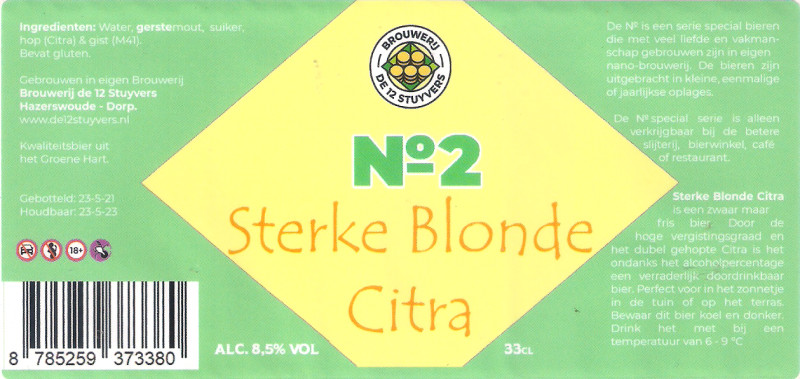 Ingredienten: Water, gerstemout, suiker,
hop (Citra) & gist (M41).
Bevat gluten.
Gebrouwen in eigen Brouwerij
Brouwerij de 12 Stuyvers
Hazerswoude - Dorp.
www.de12stuyvers.nl
Kwaliteitsbier uit
het Groene Hart.
Gebotteld: 23-5-21
Houdbaar: 23-5-23
18+
8 785259 373380
BROUWERIJ
DE 12 STUYVERS
Nº2
Sterke Blonde
Citra
ALC. 8,5% VOL
33CL
De Nº is een serie special bieren
die met veel liefde en vakman-
schap gebrouwen zijn in eigen
nano-brouwerij. De bieren zijn
uitgebracht in kleine, eenmalige
of jaarlijkse oplages.
De Nº special serie is alleen
verkrijgbaar bij de betere
slijterij, bierwinkel, café
of restaurant.
Sterke Blonde Citra
is een zwaar maar
fris bier. Door de
hoge vergistingsgraad en
het dubel gehopte Citra is het
ondanks het alcoholpercentage
een verraderlijk doordrinkbaar
bier. Perfect voor in het zonnetje
in de tuin of op het terras.
Bewaar dit bier koel en donker.
Drink het met bij een
temperatuur van 6 - 9 °C